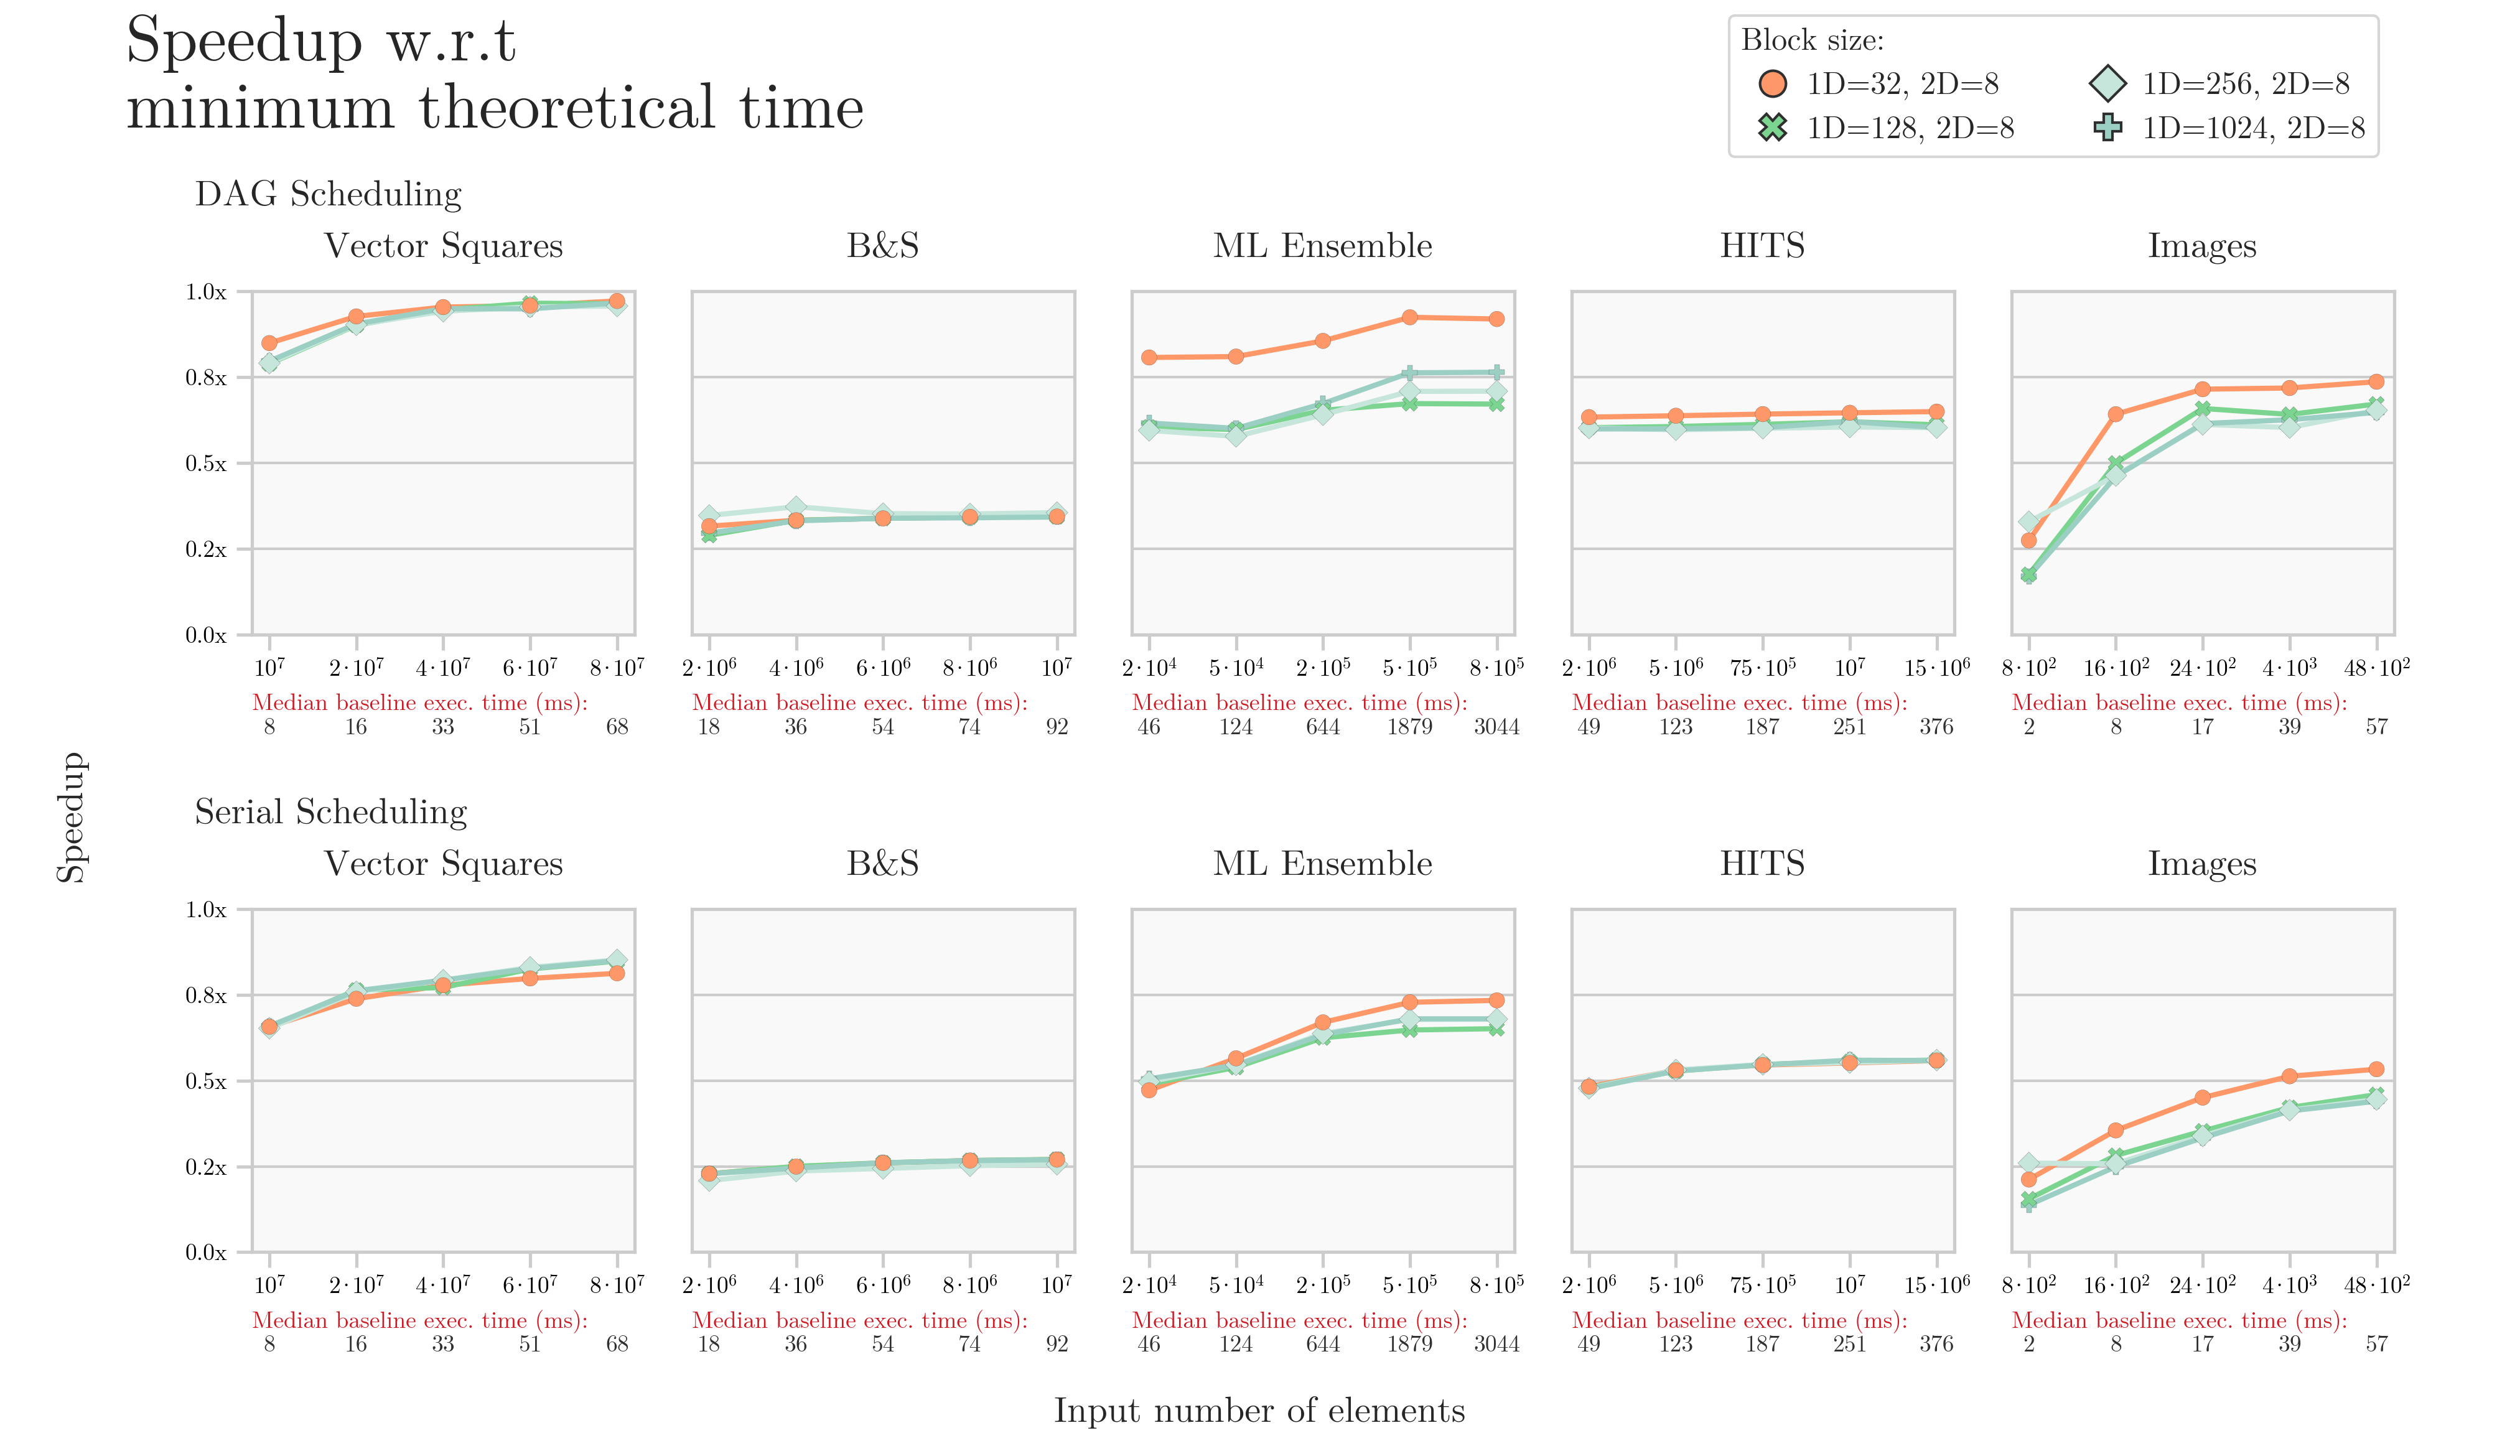 Speedup w.r.t
minimum theoretical time
Block size:
1D=32, 2D=8
1D=128, 2D=8
1D=256, 2D=8
1D=1024, 2D=8
DAG Scheduling
Vector Squares
B&S
ML Ensemble
HITS
Images
1.0x
0.8x
0.5x
0.2x
0.0x
10⁷ 2·10⁷ 4·10⁷ 6·10⁷ 8·10⁷
Median baseline exec. time (ms):
8 16 33 51 68
2·10⁶ 4·10⁶ 6·10⁶ 8·10⁶ 10⁷
Median baseline exec. time (ms):
18 36 54 74 92
2·10⁴ 5·10⁴ 2·10⁵ 5·10⁵ 8·10⁵
Median baseline exec. time (ms):
46 124 644 1879 3044
2·10⁶ 5·10⁶ 75·10⁵ 10⁷ 15·10⁶
Median baseline exec. time (ms):
49 123 187 251 376
8·10² 16·10² 24·10² 4·10³ 48·10²
Median baseline exec. time (ms):
2 8 17 39 57
Speedup
Serial Scheduling
Vector Squares
B&S
ML Ensemble
HITS
Images
1.0x
0.8x
0.5x
0.2x
0.0x
10⁷ 2·10⁷ 4·10⁷ 6·10⁷ 8·10⁷
Median baseline exec. time (ms):
8 16 33 51 68
2·10⁶ 4·10⁶ 6·10⁶ 8·10⁶ 10⁷
Median baseline exec. time (ms):
18 36 54 74 92
2·10⁴ 5·10⁴ 2·10⁵ 5·10⁵ 8·10⁵
Median baseline exec. time (ms):
46 124 644 1879 3044
2·10⁶ 5·10⁶ 75·10⁵ 10⁷ 15·10⁶
Median baseline exec. time (ms):
49 123 187 251 376
8·10² 16·10² 24·10² 4·10³ 48·10²
Median baseline exec. time (ms):
2 8 17 39 57
Input number of elements